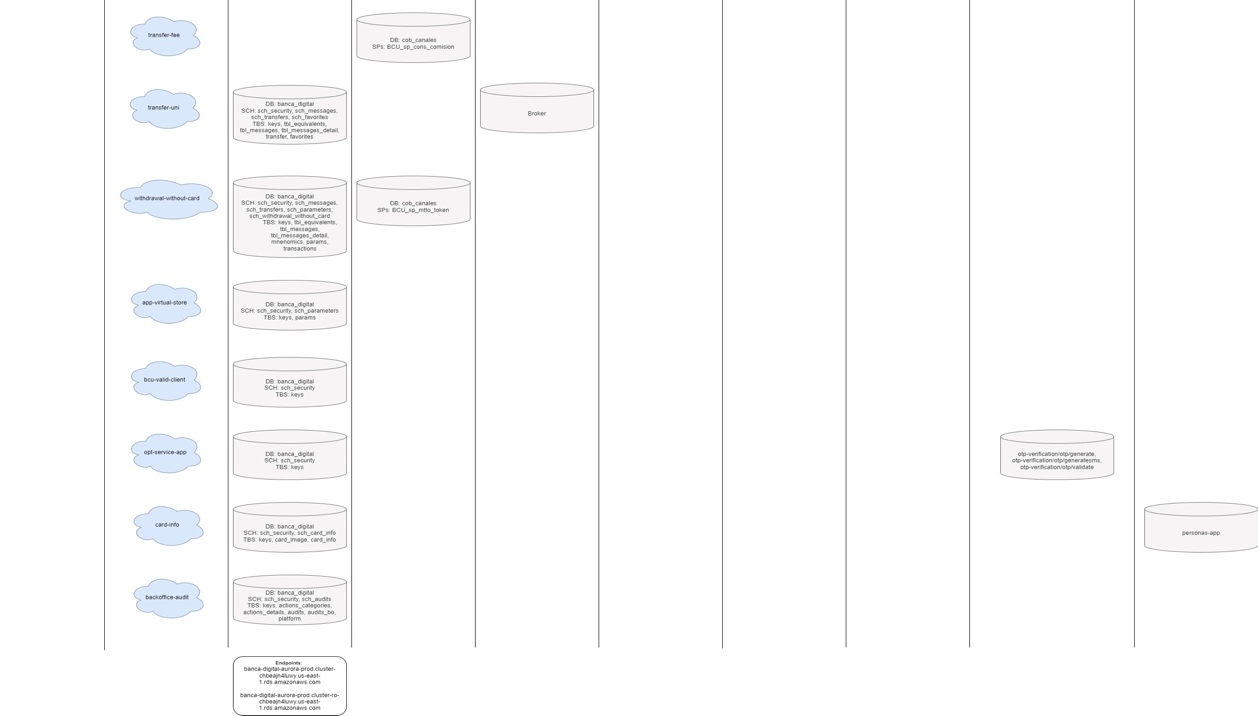 transfer-fee
DB: cob_canales
SPs: BCU_sp_cons_comision
transfer-uni
DB: banca_digital
SCH: sch_security, sch_messages,
sch_transfers, sch_favorites
TBS: keys, tbl_equivalents,
tbl_messages, tbl_messages_detail,
transfer, favorites
Broker
withdrawal-without-card
DB: banca_digital
SCH: sch_security, sch_messages,
sch_transfers, sch_parameters,
sch_withdrawal_without_card
TBS: keys, tbl_equivalents,
tbl_messages,
tbl_messages_detail,
mnenomics, params,
transactions
DB: cob_canales
SPs: BCU_sp_mtto_token
app-virtual-store
DB: banca_digital
SCH: sch_security, sch_parameters
TBS: keys, params
bcu-valid-client
DB: banca_digital
SCH: sch_security
TBS: keys
opt-service-app
DB: banca_digital
SCH: sch_security
TBS: keys
otp-verification/otp/generate,
otp-verification/otp/generatesms,
otp-verification/otp/validate
card-info
DB: banca_digital
SCH: sch_security, sch_card_info
TBS: keys, card_image, card_info
personas-app
backoffice-audit
DB: banca_digital
SCH: sch_security, sch_audits
TBS: keys, actions_categories,
actions_details, audits, audits_bo,
platform
Endpoints:
banca-digital-aurora-prod.cluster-
chbeajn4luwy.us-east-
1.rds.amazonaws.com
banca-digital-aurora-prod.cluster-ro-
chbeajn4luwy.us-east-
1.rds.amazonaws.com